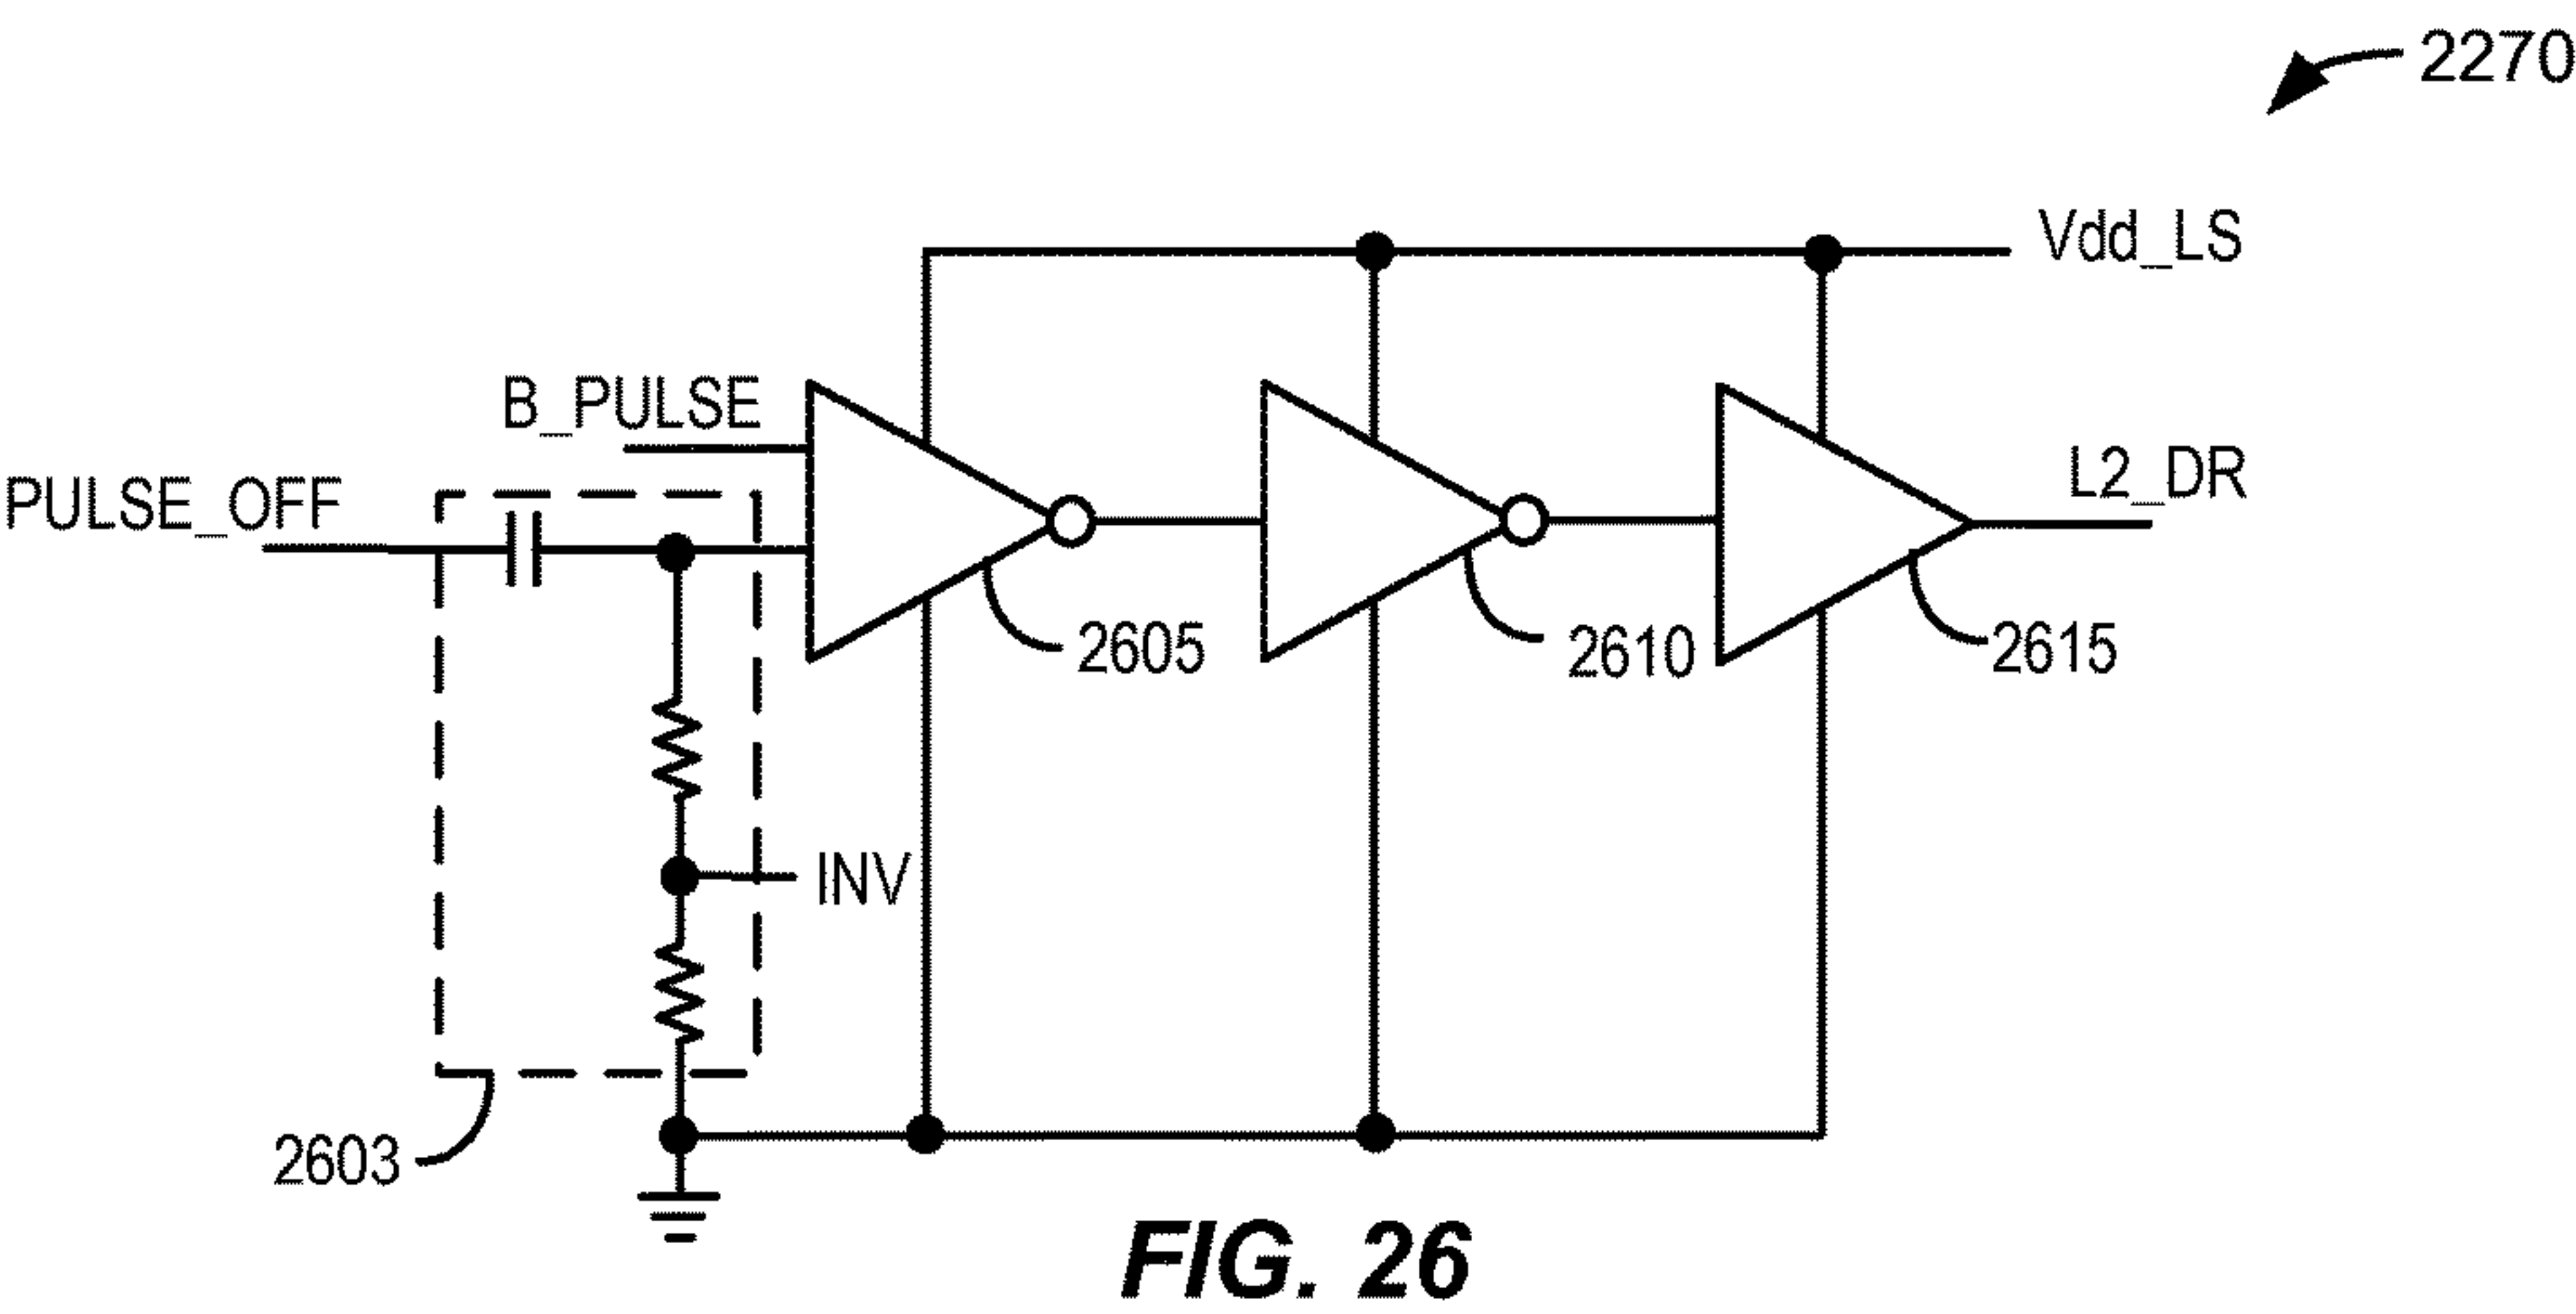 2270
Vdd_LS
B_PULSE
PULSE_OFF
L2_DR
2605
2610
2615
INV
2603
FIG. 26